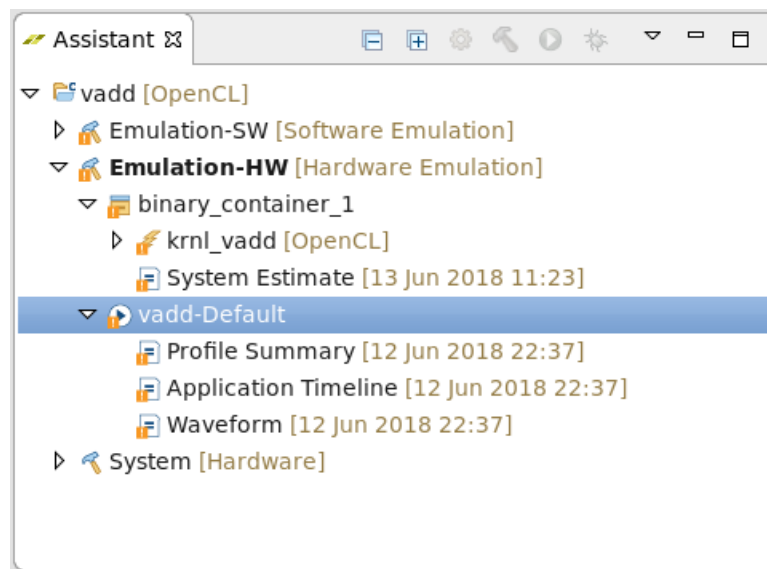 Assistant
vadd [OpenCL]
Emulation-SW [Software Emulation]
Emulation-HW [Hardware Emulation]
binary_container_1
krnl_vadd [OpenCL]
System Estimate [13 Jun 2018 11:23]
vadd-Default
Profile Summary [12 Jun 2018 22:37]
Application Timeline [12 Jun 2018 22:37]
Waveform [12 Jun 2018 22:37]
System [Hardware]